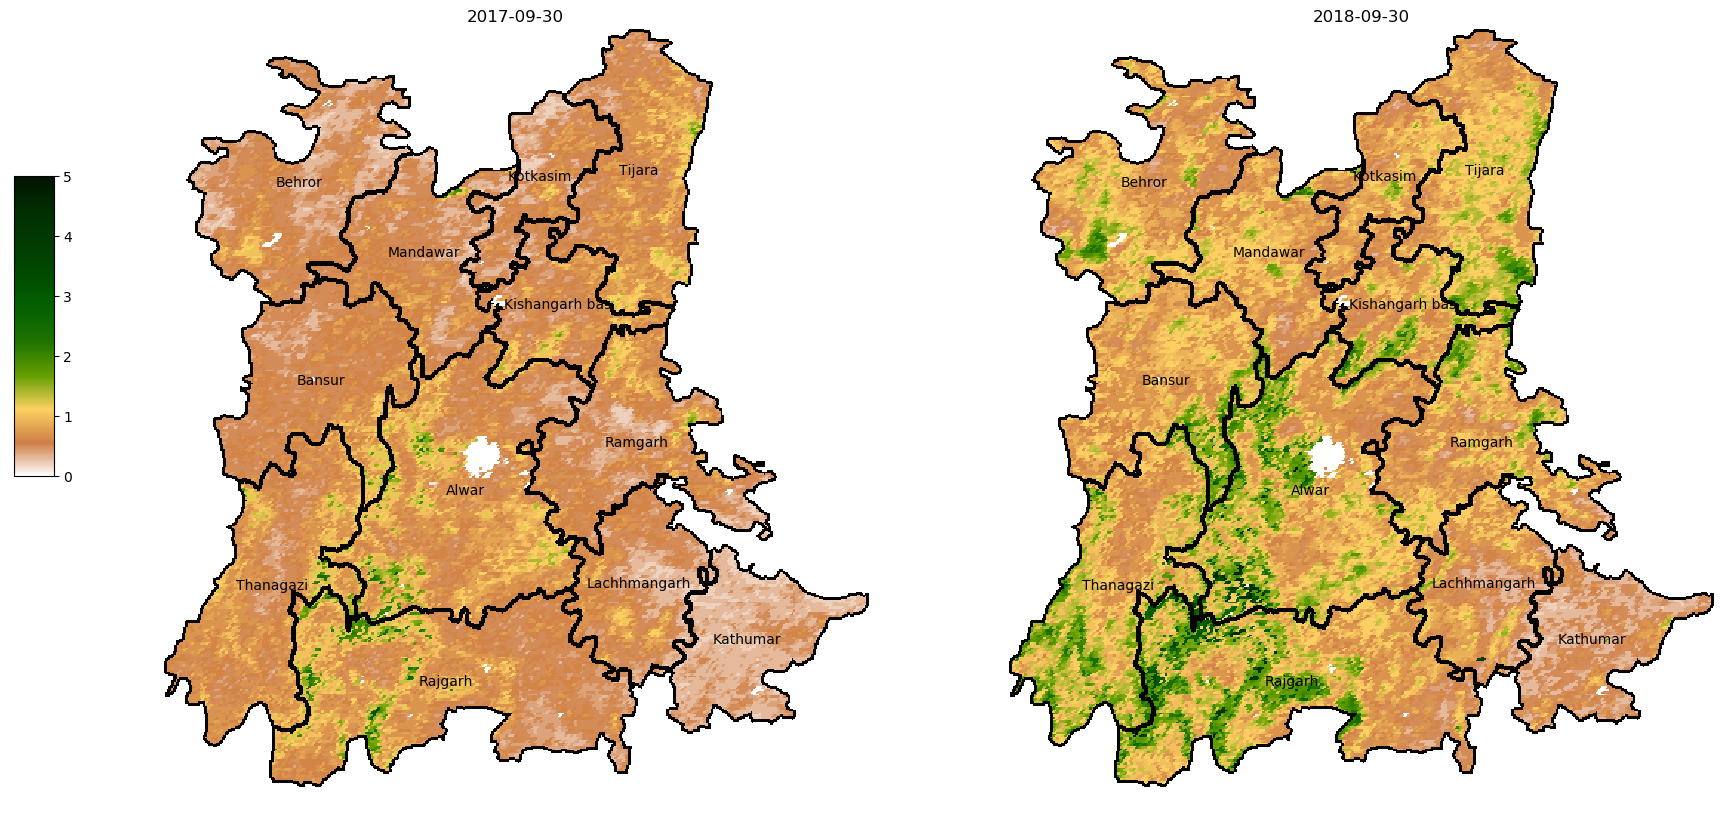 2017-09-30
2018-09-30
5
4
3
2
1
0
Behror
Kotkasim
Tijara
Mandawar
Kishangarh bas
Bansur
Ramgarh
Alwar
Thanagazi
Lachhmangarh
Kathumar
Rajgarh
Behror
Kotkasim
Tijara
Mandawar
Kishangarh bas
Bansur
Ramgarh
Alwar
Thanagazi
Lachhmangarh
Kathumar
Rajgarh